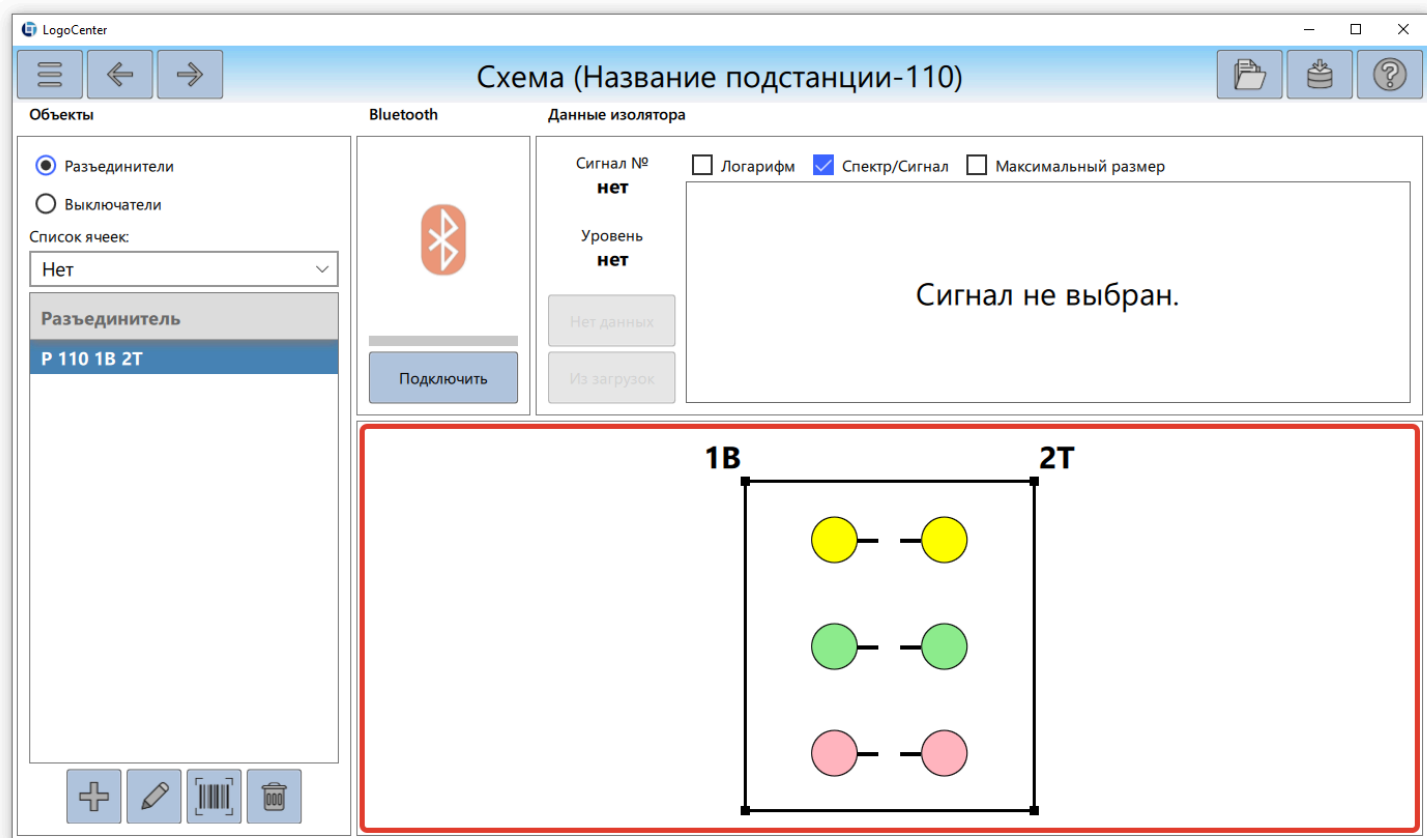 LogoCenter
Схема (Название подстанции-110)
Объекты
Bluetooth
Данные изолятора
Разъединители
Выключатели
Список ячеек:
Нет
Разъединитель
Р 110 1В 2Т
Подключить
Сигнал №
нет
Уровень
нет
Нет данных
Из загрузок
Логарифм
Спектр/Сигнал
Максимальный размер
Сигнал не выбран.
1В
2Т